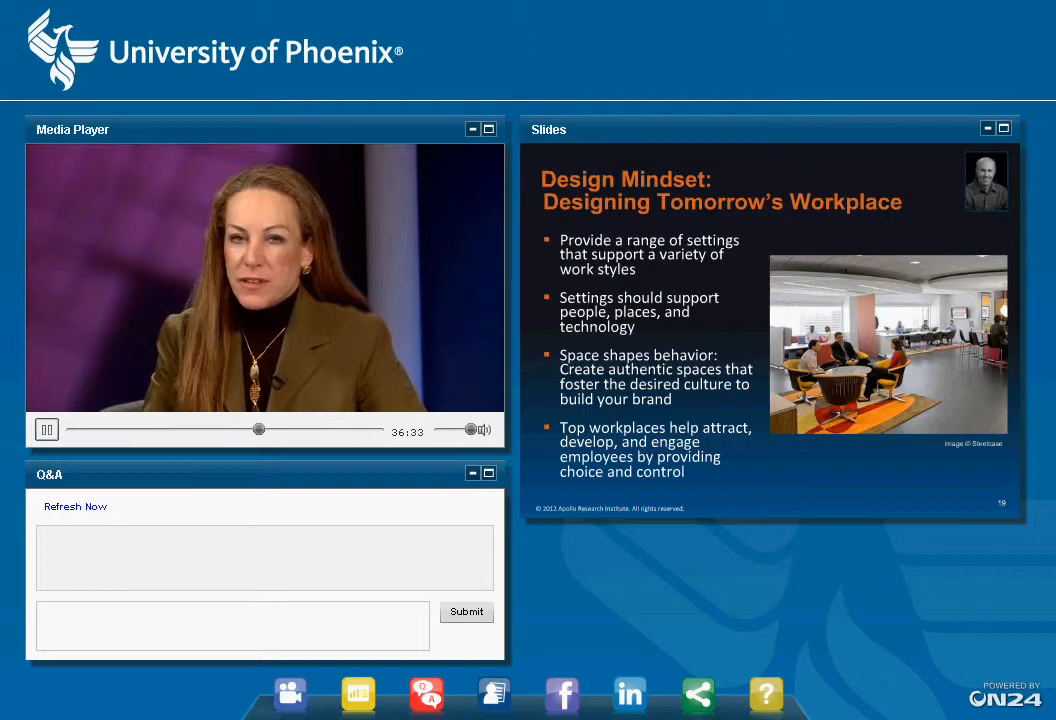 University of Phoenix®
Media Player
36:33
Q&A
Refresh Now
Submit
Slides
Design Mindset:
Designing Tomorrow's Workplace
▪ Provide a range of settings
that support a variety of
work styles
▪ Settings should support
people, places, and
technology
▪ Space shapes behavior:
Create authentic spaces that
foster the desired culture to
build your brand
▪ Top workplaces help attract,
develop, and engage
employees by providing
choice and control
Image © Steelcase
© 2012 Apollo Research Institute. All rights reserved.
19
Q
A
f
in
?
POWERED BY
ON24